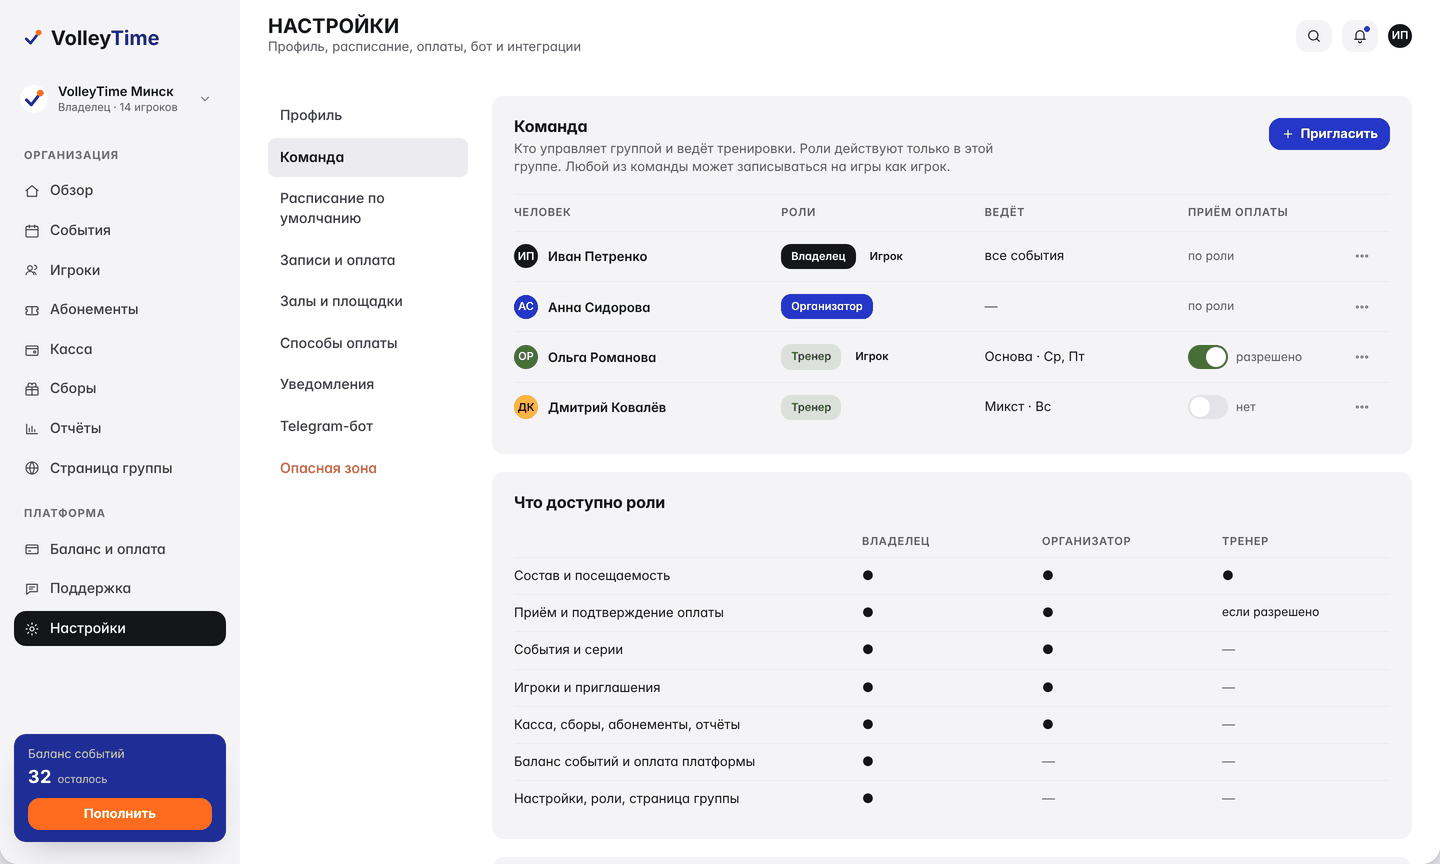 VolleyTime
VolleyTime Минск
Владелец · 14 игроков
ОРГАНИЗАЦИЯ
Обзор
События
Игроки
Абонементы
Касса
Сборы
Отчёты
Страница группы
ПЛАТФОРМА
Баланс и оплата
Поддержка
Настройки
Баланс событий
32 осталось
Пополнить
НАСТРОЙКИ
Профиль, расписание, оплаты, бот и интеграции
ИП
Профиль
Команда
Расписание по
умолчанию
Записи и оплата
Залы и площадки
Способы оплаты
Уведомления
Telegram-бот
Опасная зона
Команда
Кто управляет группой и ведёт тренировки. Роли действуют только в этой
группе. Любой из команды может записываться на игры как игрок.
+ Пригласить
ЧЕЛОВЕК РОЛИ ВЕДЁТ ПРИЁМ ОПЛАТЫ
ИП Иван Петренко Владелец Игрок все события по роли •••
АС Анна Сидорова Организатор — по роли •••
ОР Ольга Романова Тренер Игрок Основа · Ср, Пт разрешено •••
ДК Дмитрий Ковалёв Тренер Микст · Вс нет •••
Что доступно роли
ВЛАДЕЛЕЦ ОРГАНИЗАТОР ТРЕНЕР
Состав и посещаемость ● ● ●
Приём и подтверждение оплаты ● ● если разрешено
События и серии ● ● —
Игроки и приглашения ● ● —
Касса, сборы, абонементы, отчёты ● ● —
Баланс событий и оплата платформы ● — —
Настройки, роли, страница группы ● — —